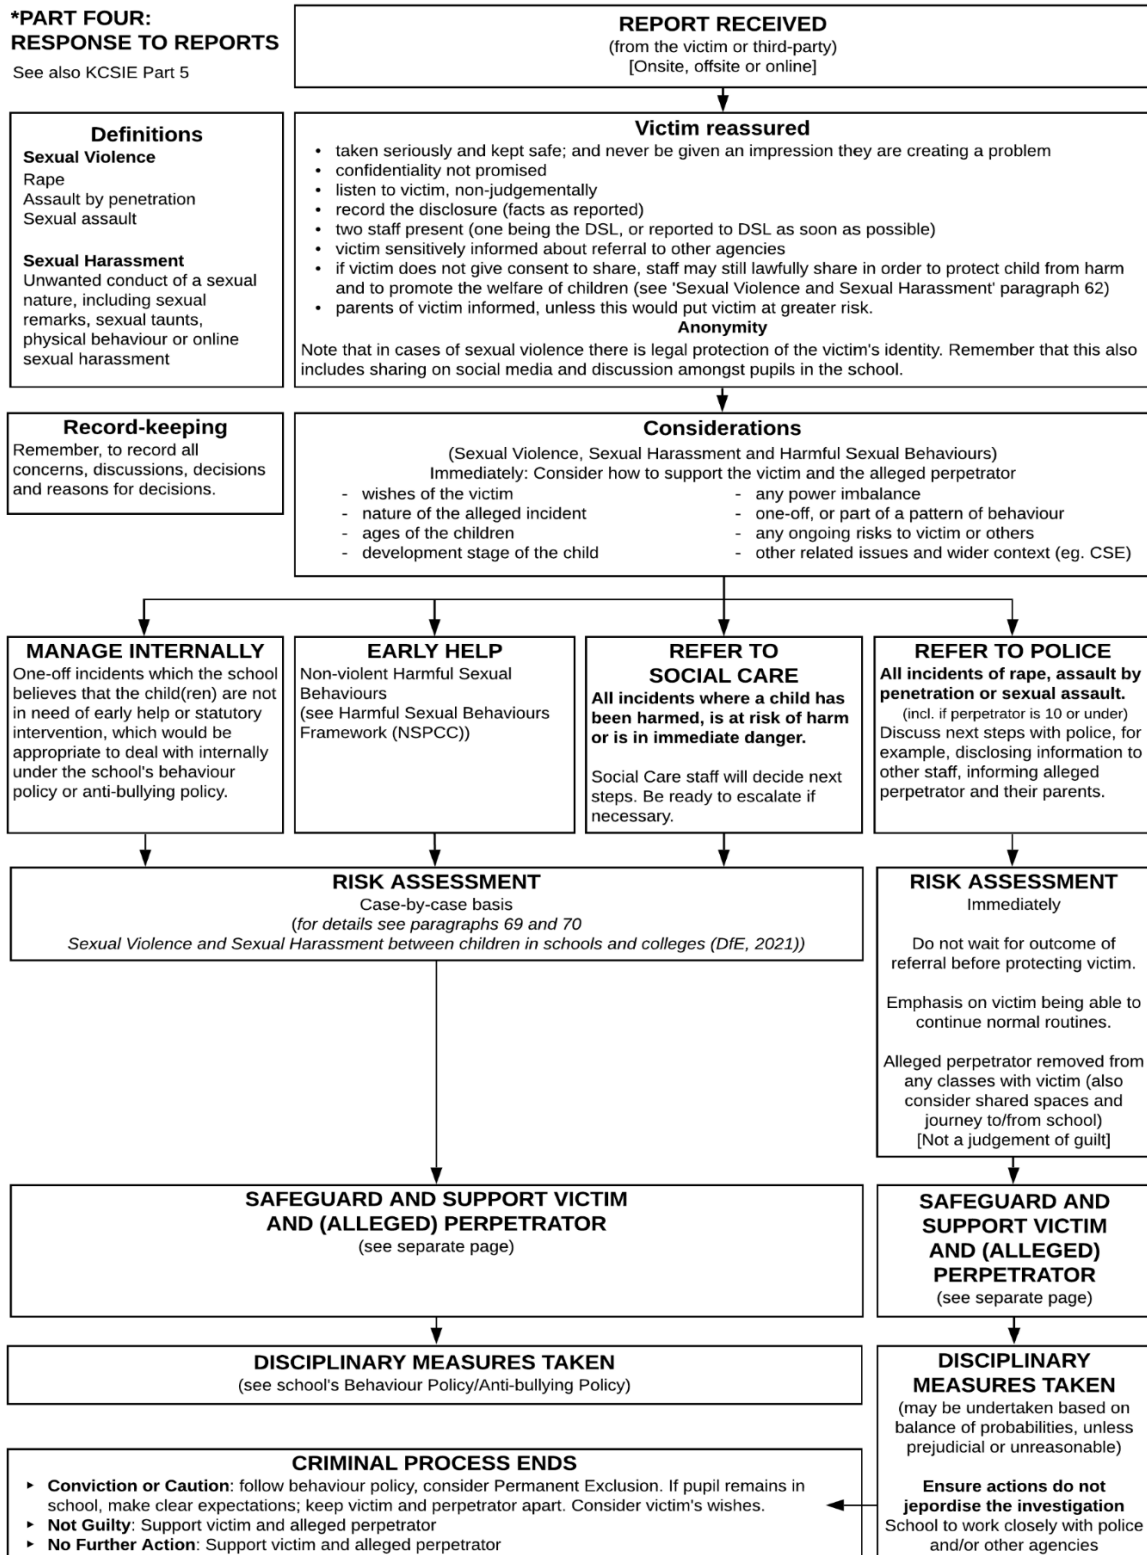 *PART FOUR:
RESPONSE TO REPORTS
See also KCSIE Part 5
REPORT RECEIVED
(from the victim or third-party)
[Onsite, offsite or online]
Definitions
Sexual Violence
Rape
Assault by penetration
Sexual assault
Sexual Harassment
Unwanted conduct of a sexual
nature, including sexual
remarks, sexual taunts,
physical behaviour or online
sexual harassment
Victim reassured
• taken seriously and kept safe; and never be given an impression they are creating a problem
• confidentiality not promised
• listen to victim, non-judgementally
• record the disclosure (facts as reported)
• two staff present (one being the DSL, or reported to DSL as soon as possible)
• victim sensitively informed about referral to other agencies
• if victim does not give consent to share, staff may still lawfully share in order to protect child from harm
and to promote the welfare of children (see 'Sexual Violence and Sexual Harassment' paragraph 62)
• parents of victim informed, unless this would put victim at greater risk.
Anonymity
Note that in cases of sexual violence there is legal protection of the victim's identity. Remember that this also
includes sharing on social media and discussion amongst pupils in the school.
Record-keeping
Remember, to record all
concerns, discussions, decisions
and reasons for decisions.
Considerations
(Sexual Violence, Sexual Harassment and Harmful Sexual Behaviours)
Immediately: Consider how to support the victim and the alleged perpetrator
- wishes of the victim
- nature of the alleged incident
- ages of the children
- development stage of the child
- any power imbalance
- one-off, or part of a pattern of behaviour
- any ongoing risks to victim or others
- other related issues and wider context (eg. CSE)
MANAGE INTERNALLY
One-off incidents which the school
believes that the child(ren) are not
in need of early help or statutory
intervention, which would be
appropriate to deal with internally
under the school's behaviour
policy or anti-bullying policy.
EARLY HELP
Non-violent Harmful Sexual
Behaviours
(see Harmful Sexual Behaviours
Framework (NSPCC))
REFER TO
SOCIAL CARE
All incidents where a child has
been harmed, is at risk of harm
or is in immediate danger.
Social Care staff will decide next
steps. Be ready to escalate if
necessary.
REFER TO POLICE
All incidents of rape, assault by
penetration or sexual assault.
(incl. if perpetrator is 10 or under)
Discuss next steps with police, for
example, disclosing information to
other staff, informing alleged
perpetrator and their parents.
RISK ASSESSMENT
Case-by-case basis
(for details see paragraphs 69 and 70
Sexual Violence and Sexual Harassment between children in schools and colleges (DfE, 2021))
RISK ASSESSMENT
Immediately
Do not wait for outcome of
referral before protecting victim.
Emphasis on victim being able to
continue normal routines.
Alleged perpetrator removed from
any classes with victim (also
consider shared spaces and
journey to/from school)
[Not a judgement of guilt]
SAFEGUARD AND SUPPORT VICTIM
AND (ALLEGED) PERPETRATOR
(see separate page)
SAFEGUARD AND
SUPPORT VICTIM
AND (ALLEGED)
PERPETRATOR
(see separate page)
DISCIPLINARY MEASURES TAKEN
(see school's Behaviour Policy/Anti-bullying Policy)
DISCIPLINARY
MEASURES TAKEN
(may be undertaken based on
balance of probabilities, unless
prejudicial or unreasonable)
Ensure actions do not
jepordise the investigation
School to work closely with police
and/or other agencies
CRIMINAL PROCESS ENDS
▸ Conviction or Caution: follow behaviour policy, consider Permanent Exclusion. If pupil remains in
school, make clear expectations; keep victim and perpetrator apart. Consider victim's wishes.
▸ Not Guilty: Support victim and alleged perpetrator
▸ No Further Action: Support victim and alleged perpetrator